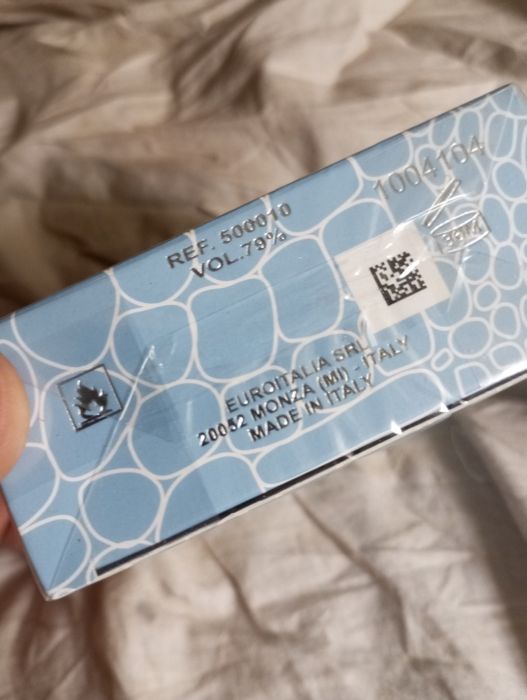 1004104
REF. 500010
VOL.79%
36M
EUROITALIA SRL
20052 MONZA (MI) - ITALY
MADE IN ITALY